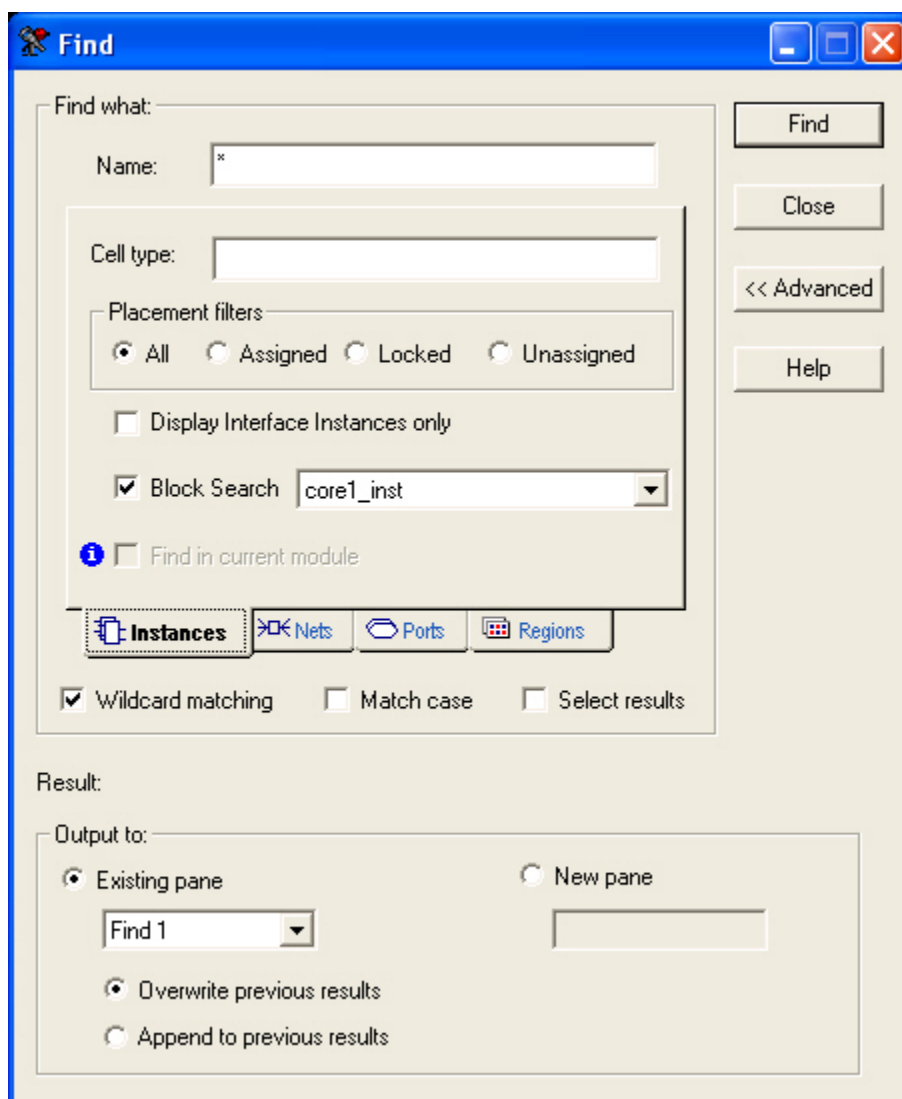 Find
Find what:
Find
Name:
*
Close
Cell type:
<< Advanced
Placement filters
All Assigned Locked Unassigned
Help
Display Interface Instances only
Block Search core1_inst
Find in current module
Instances Nets Ports Regions
Wildcard matching Match case Select results
Result:
Output to:
Existing pane New pane
Find 1
Overwrite previous results
Append to previous results